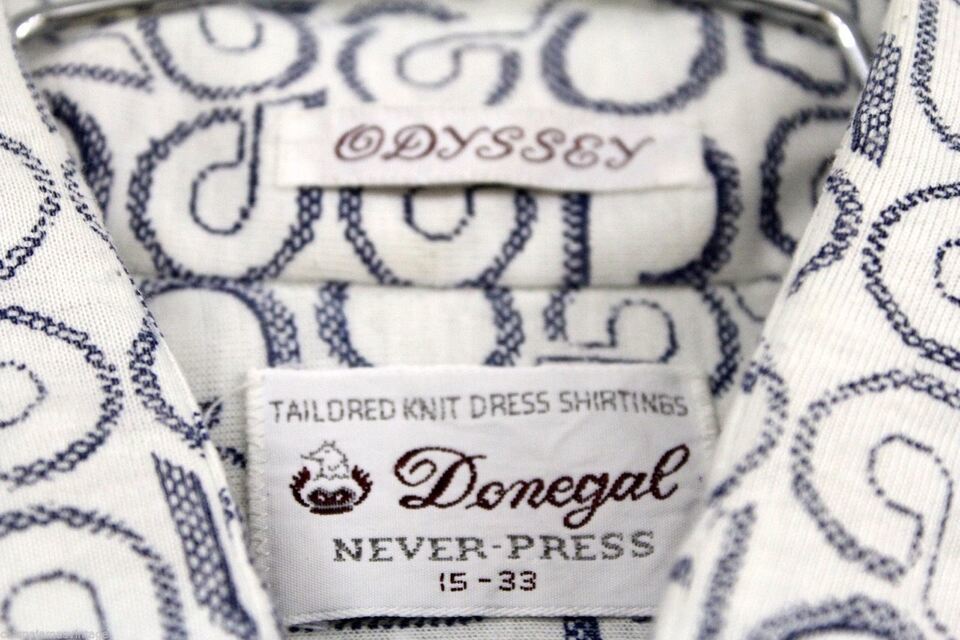 ODYSSEY
TAILORED KNIT DRESS SHIRTINGS
Donegal
NEVER-PRESS
15-33